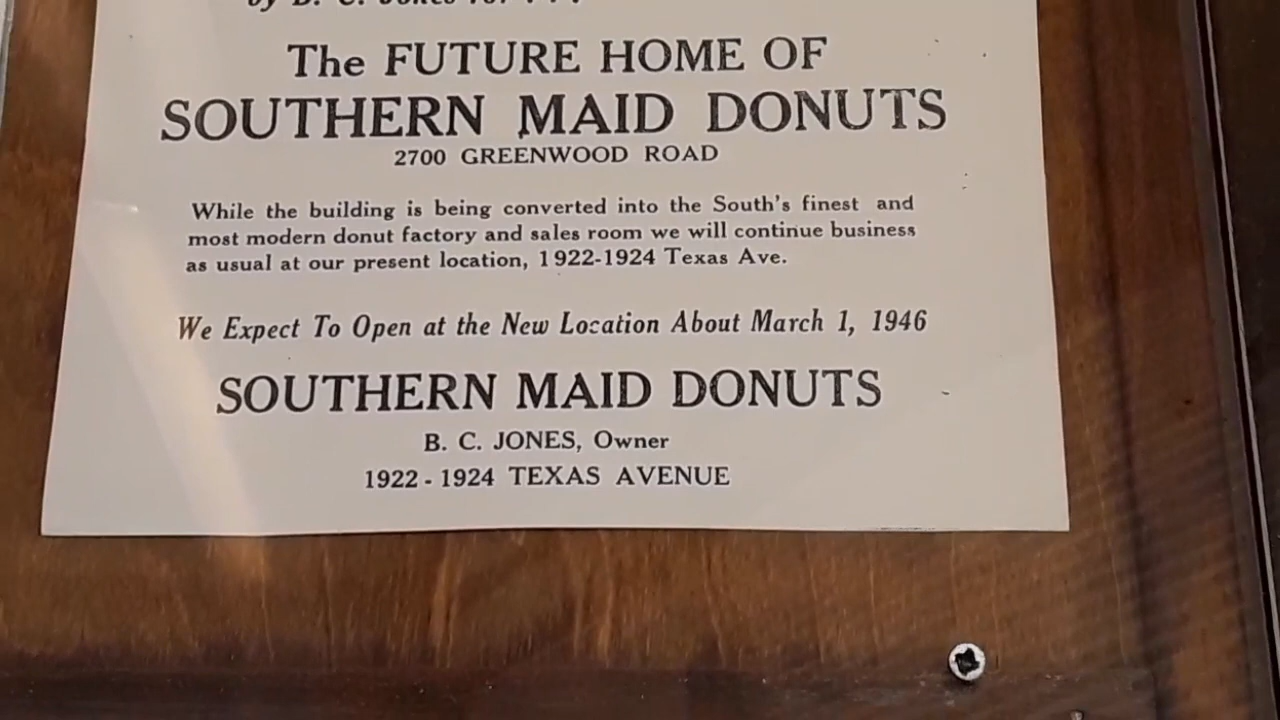 by B. C. Jones for
The FUTURE HOME OF
SOUTHERN MAID DONUTS
2700 GREENWOOD ROAD
While the building is being converted into the South's finest and
most modern donut factory and sales room we will continue business
as usual at our present location, 1922-1924 Texas Ave.
We Expect To Open at the New Location About March 1, 1946
SOUTHERN MAID DONUTS
B. C. JONES, Owner
1922 - 1924 TEXAS AVENUE